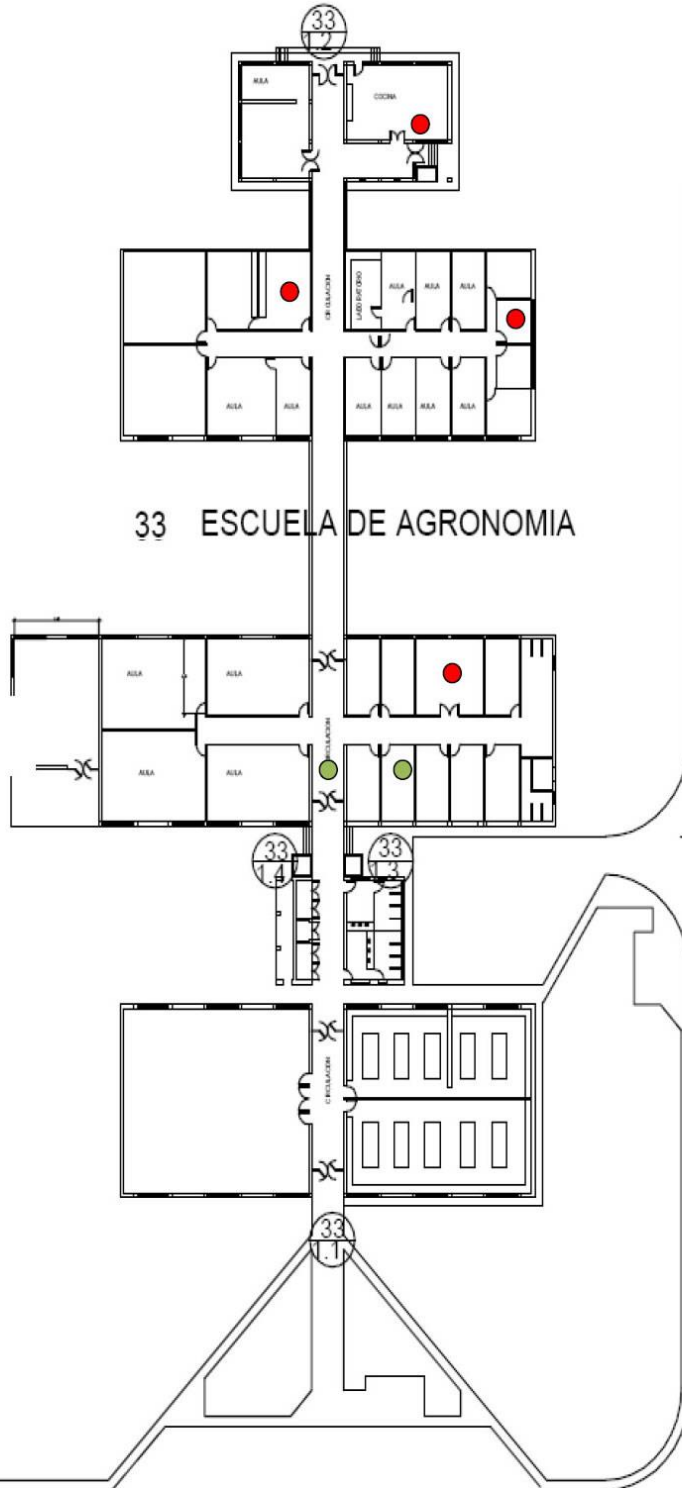 33
1.2
AULA
COCINA
CIRCULACION
LABORATORIO
AULA
AULA
AULA
AULA
AULA
AULA
AULA
AULA
AULA
33 ESCUELA DE AGRONOMIA
AULA
AULA
CIRCULACION
AULA
AULA
33
1.4
33
1.3
CIRCULACION
33
1.1